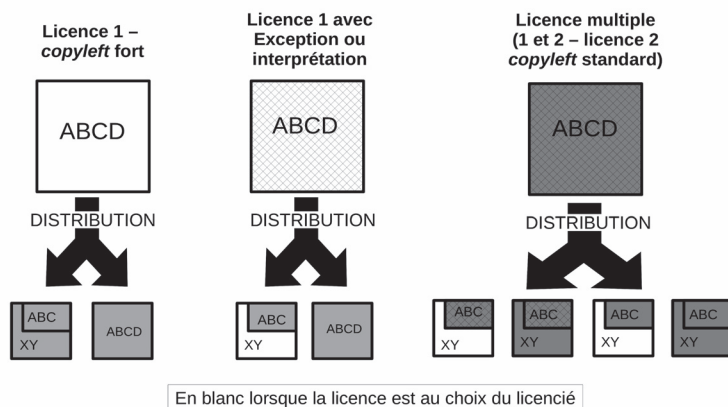 Licence 1 –
copyleft fort
Licence 1 avec
Exception ou
interprétation
Licence multiple
(1 et 2 – licence 2
copyleft standard)
ABCD
ABCD
ABCD
DISTRIBUTION
DISTRIBUTION
DISTRIBUTION
ABC
XY
ABCD
ABC
XY
ABCD
ABC
XY
ABC
XY
ABC
XY
ABC
XY
En blanc lorsque la licence est au choix du licencié